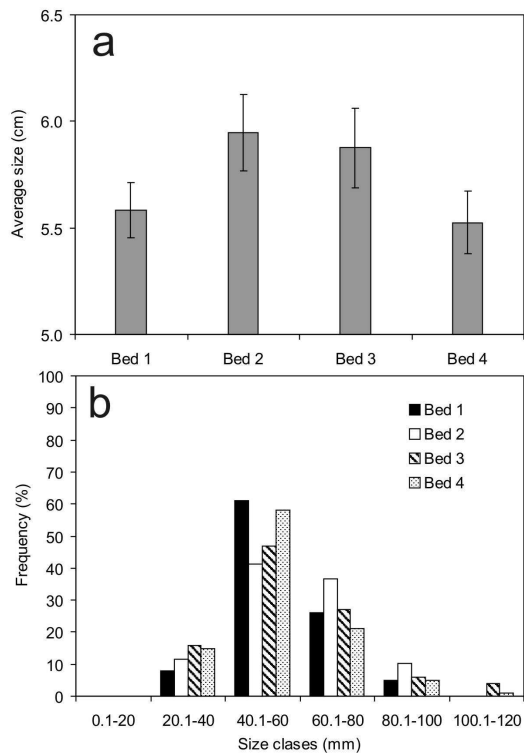 a
6.5
6.0
5.5
5.0
Average size (cm)
Bed 1 Bed 2 Bed 3 Bed 4
b
100
90
80
70
60
50
40
30
20
10
0
Frequency (%)
Bed 1
Bed 2
Bed 3
Bed 4
0.1-20 20.1-40 40.1-60 60.1-80 80.1-100 100.1-120
Size clases (mm)